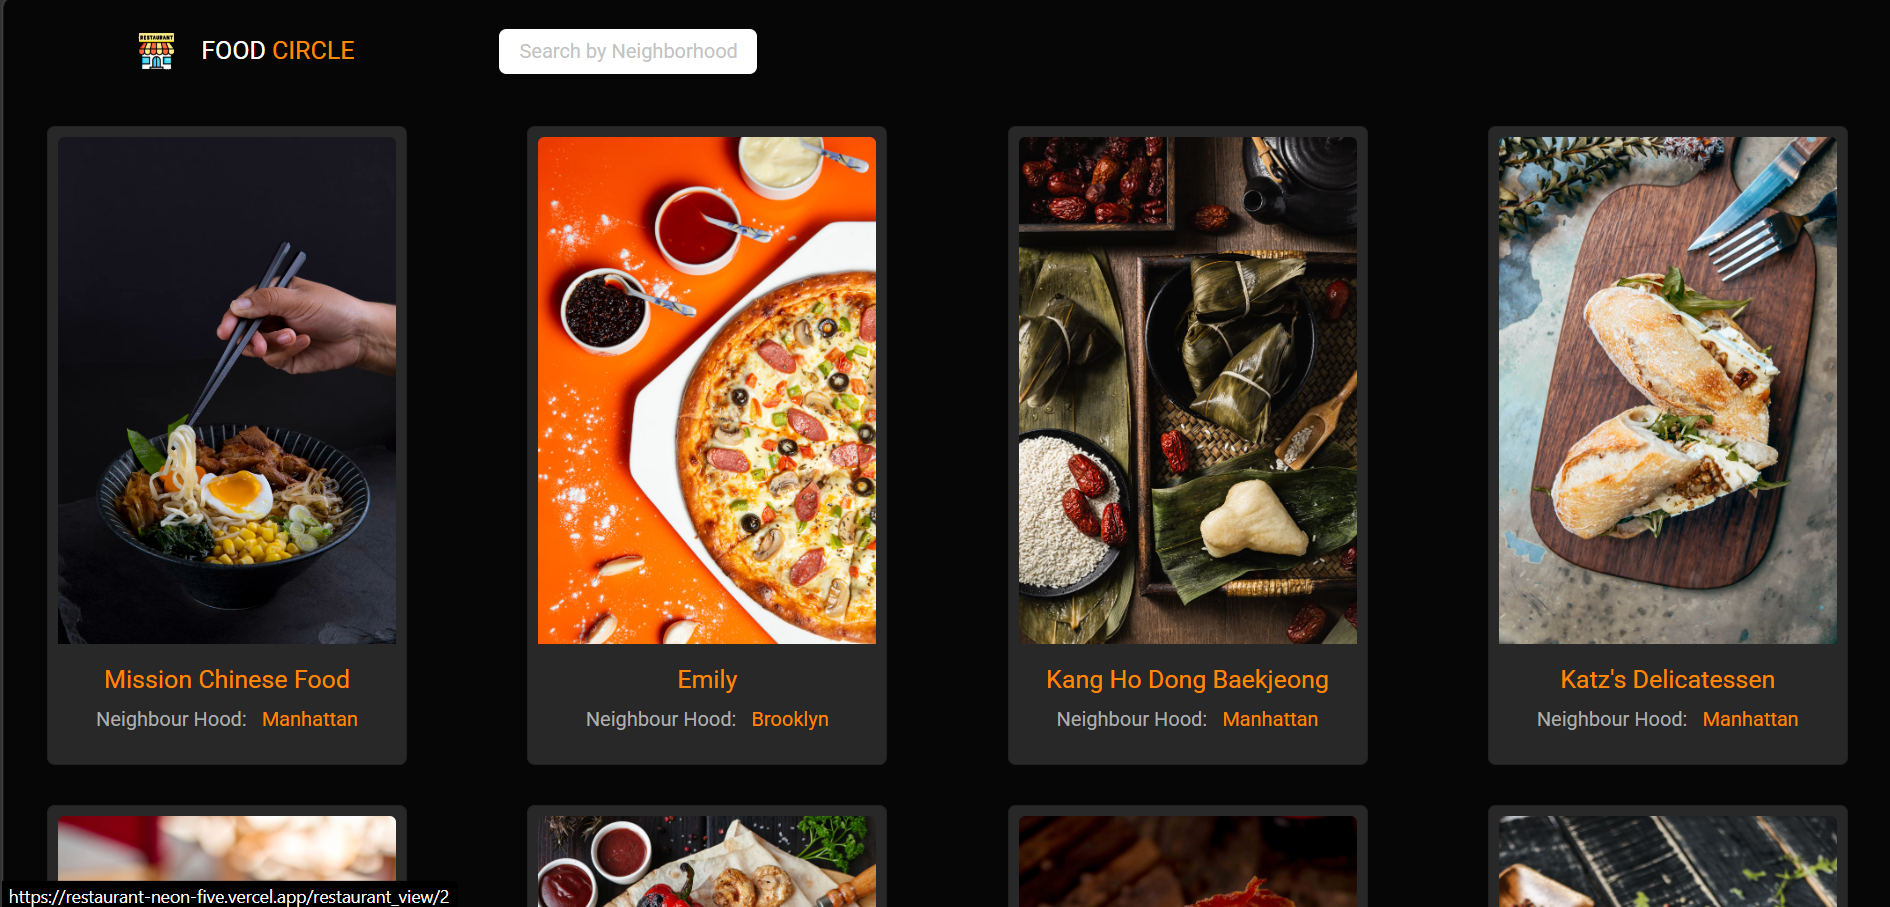 RESTAURANT
FOOD CIRCLE
Search by Neighborhood
Mission Chinese Food
Neighbour Hood: Manhattan
Emily
Neighbour Hood: Brooklyn
Kang Ho Dong Baekjeong
Neighbour Hood: Manhattan
Katz's Delicatessen
Neighbour Hood: Manhattan
https://restaurant-neon-five.vercel.app/restaurant_view/2